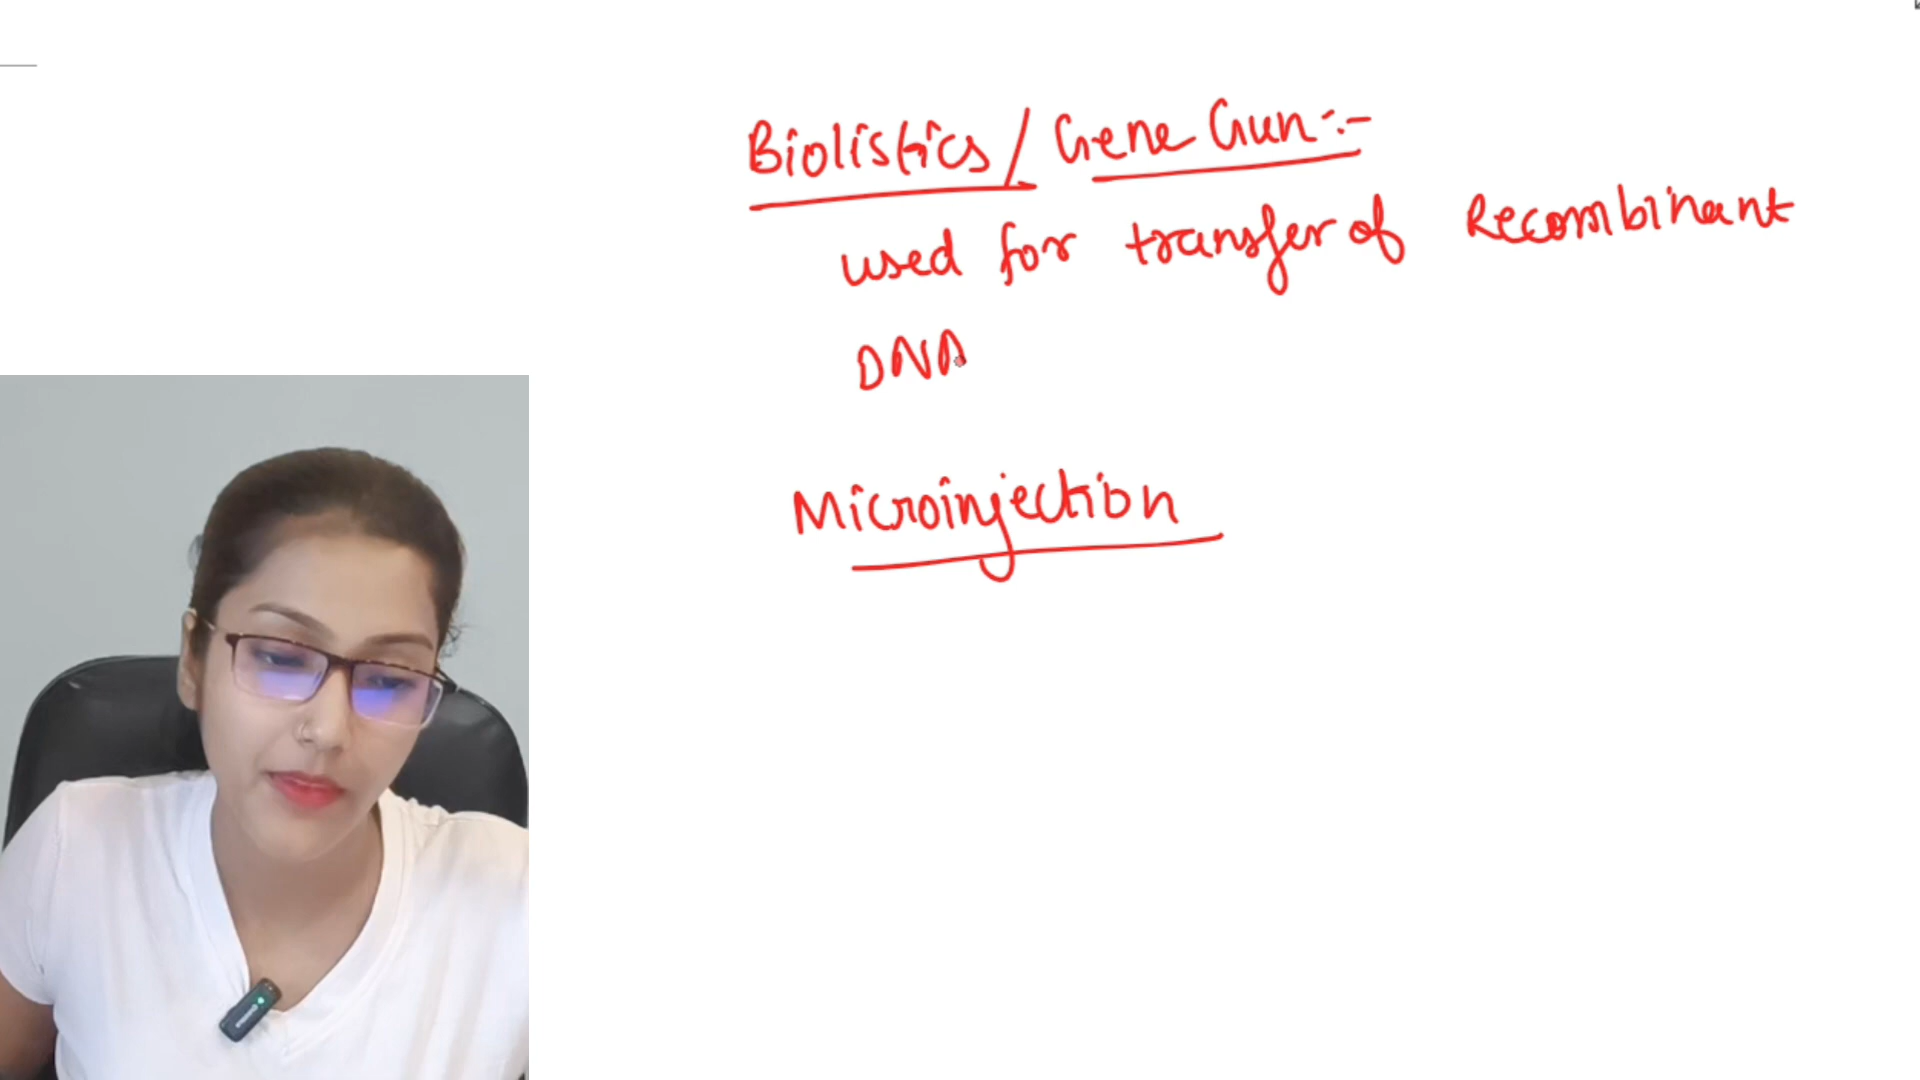 Biolistics / Gene Gun :-
used for transfer of Recombinant
DNA
Microinjection